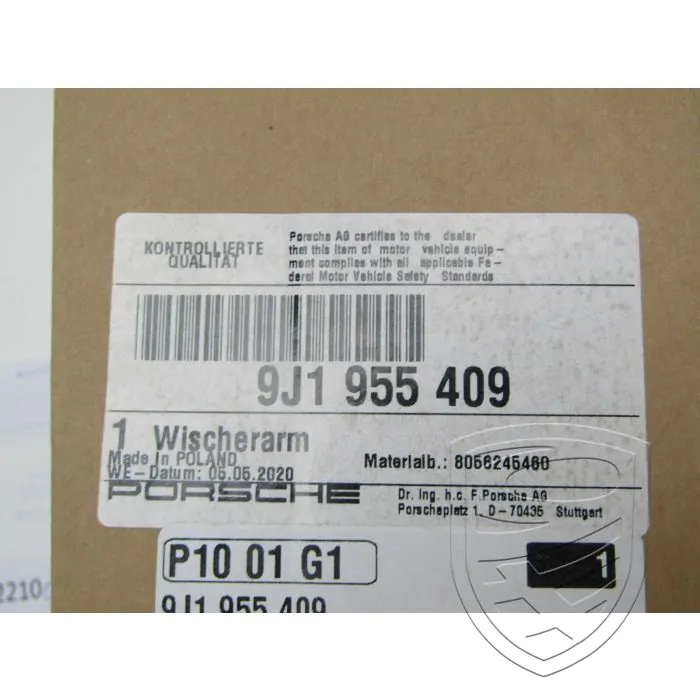 KONTROLLIERTE
QUALITÄT
Porsche AG certifies to the dealer
that this item of motor vehicle equip-
ment complies with all applicable Fe-
deral Motor Vehicle Safety Standards
9J1 955 409
1 Wischerarm
Made In POLAND
WE-Datum: 05.05.2020
Materialb.: 8056245460
PORSCHE
Dr. Ing. h.c. F.Porsche AG
Porscheplatz 1, D-70435 Stuttgart
P10 01 G1
1
9J1 955 409
2210